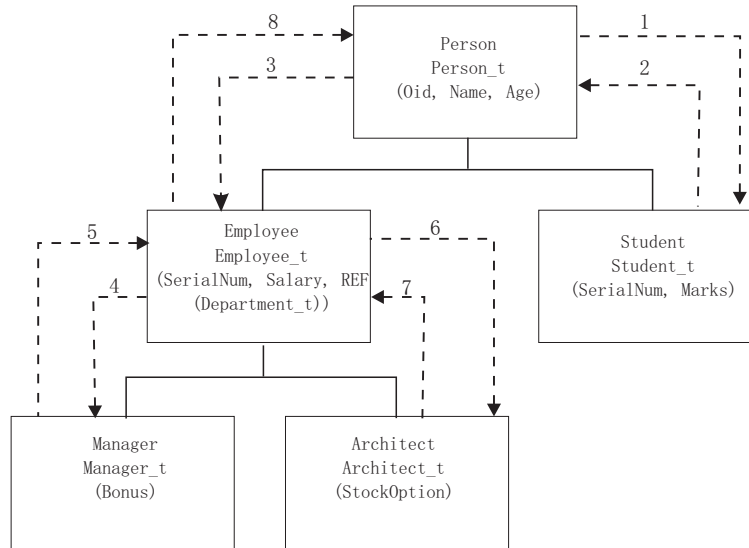 8
1
Person
Person_t
(Oid, Name, Age)
3
2
5
Employee
Employee_t
(SerialNum, Salary, REF
(Department_t))
6
Student
Student_t
(SerialNum, Marks)
4
7
Manager
Manager_t
(Bonus)
Architect
Architect_t
(StockOption)